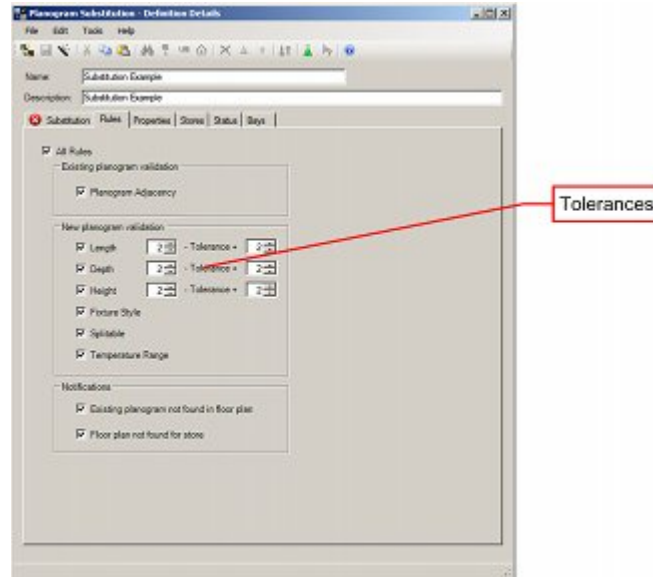 Planogram Substitution - Definition Details
File Edit Tools Help
Name: Substitution Example
Description: Substitution Example
Substitution Rules Properties Stores Status Bays
All Rules
Existing planogram validation
Planogram Adjacency
Tolerances
New planogram validation
Length 2 - Tolerance + 2
Depth 2 - Tolerance + 2
Height 2 - Tolerance + 2
Fixture Style
Splitable
Temperature Range
Notifications
Existing planogram not found in floor plan
Floor plan not found for store